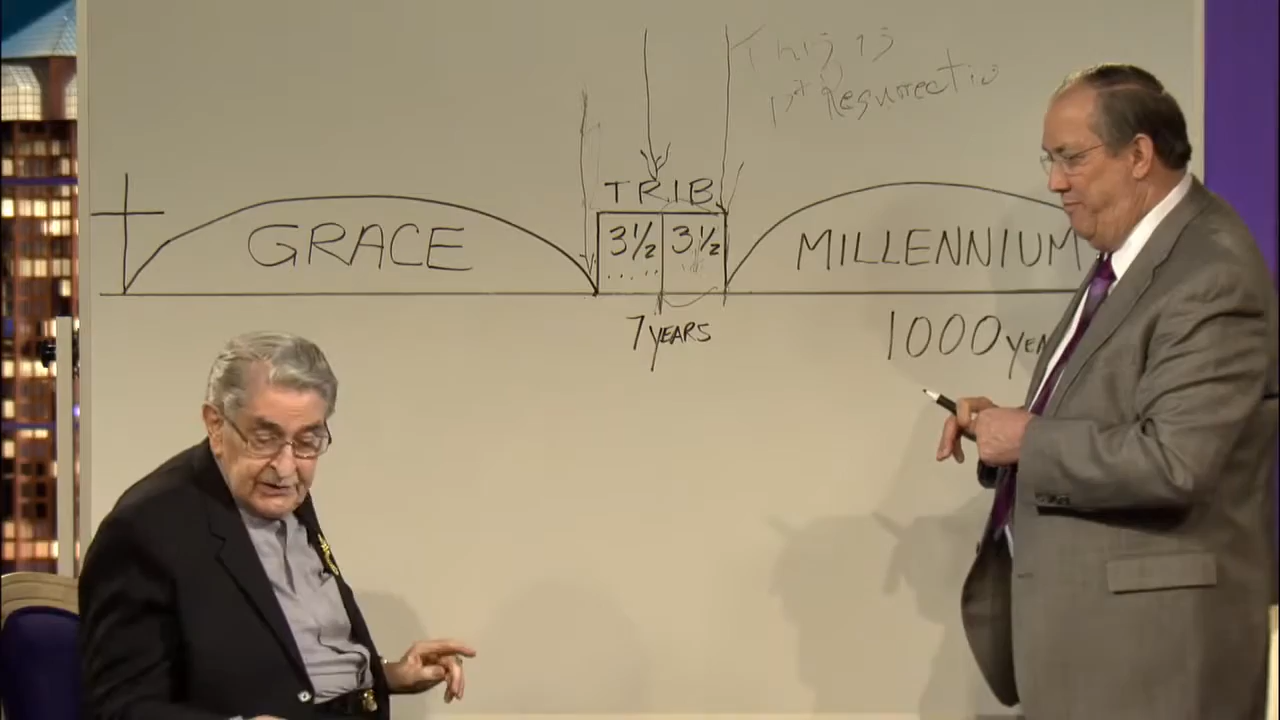 This is
1st Resurrectio
TRIB.
GRACE
3½ 3½
MILLENNIUM
7 YEARS
1000 YEA